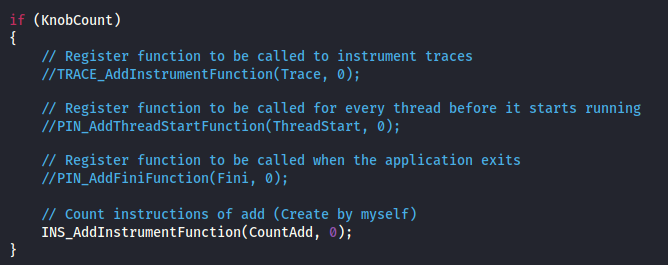 if (KnobCount)
{
    // Register function to be called to instrument traces
    //TRACE_AddInstrumentFunction(Trace, 0);

    // Register function to be called for every thread before it starts running
    //PIN_AddThreadStartFunction(ThreadStart, 0);

    // Register function to be called when the application exits
    //PIN_AddFiniFunction(Fini, 0);

    // Count instructions of add (Create by myself)
    INS_AddInstrumentFunction(CountAdd, 0);
}